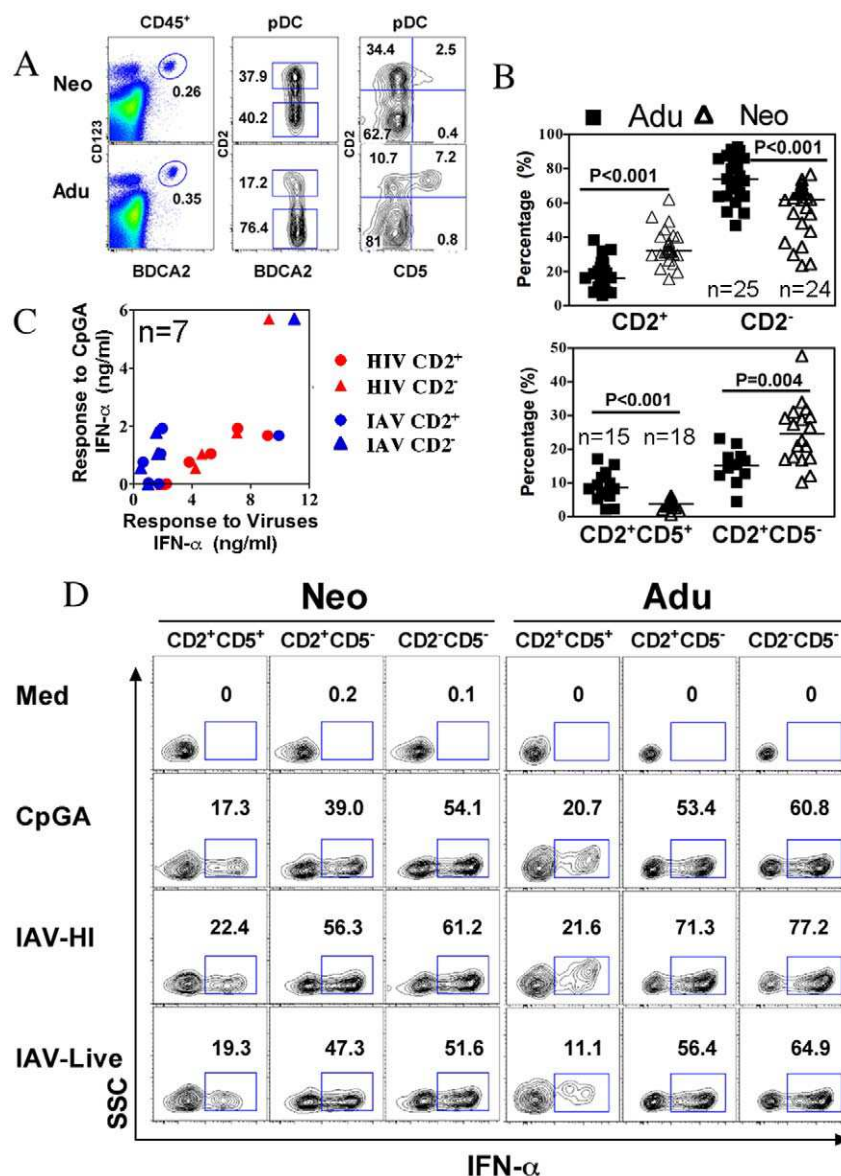 A
CD45+ pDC pDC
Neo
CD123
0.26
CD2
37.9
40.2
CD2
34.4 2.5
62.7 0.4
Adu
0.35
17.2
76.4
10.7 7.2
81 0.8
BDCA2 BDCA2 CD5
B
Adu Neo
Percentage (%)
100
80
60
40
20
0
P<0.001
P<0.001
n=25 n=24
CD2+ CD2-
Percentage (%)
50
40
30
20
10
0
P<0.001
P=0.004
n=15 n=18
CD2+CD5+ CD2+CD5-
C
Response to CpGA
IFN-α (ng/ml)
6
4
2
0
n=7
0 3 6 9 12
Response to Viruses
IFN-α (ng/ml)
HIV CD2+
HIV CD2-
IAV CD2+
IAV CD2-
D
Neo Adu
CD2+CD5+ CD2+CD5- CD2-CD5- CD2+CD5+ CD2+CD5- CD2-CD5-
Med 0 0.2 0.1 0 0 0
CpGA 17.3 39.0 54.1 20.7 53.4 60.8
IAV-HI 22.4 56.3 61.2 21.6 71.3 77.2
IAV-Live 19.3 47.3 51.6 11.1 56.4 64.9
SSC
IFN-α